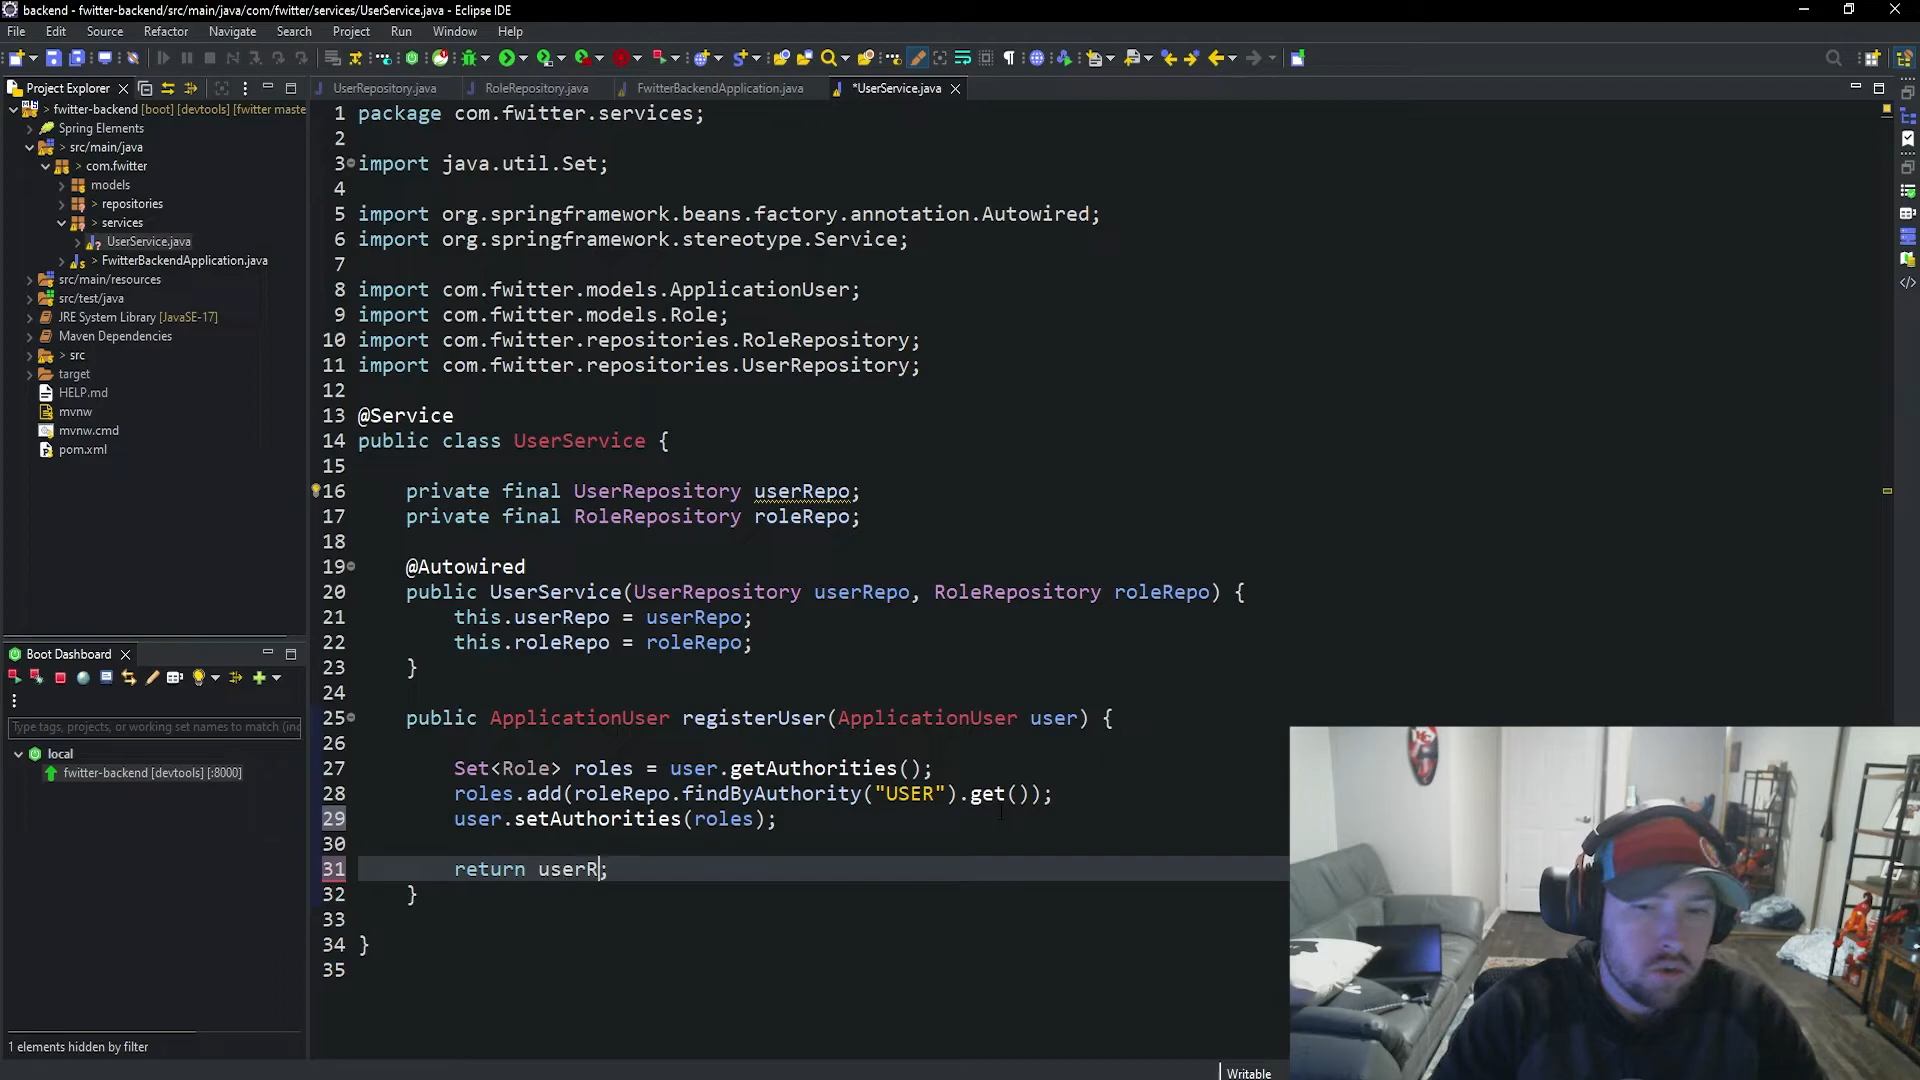 backend - fwitter-backend/src/main/java/com/fwitter/services/UserService.java - Eclipse IDE
File Edit Source Refactor Navigate Search Project Run Window Help
Project Explorer
UserRepository.java RoleRepository.java FwitterBackendApplication.java *UserService.java
> fwitter-backend [boot] [devtools] [fwitter maste
Spring Elements
> src/main/java
> com.fwitter
models
> repositories
> services
UserService.java
> FwitterBackendApplication.java
src/main/resources
src/test/java
JRE System Library [JavaSE-17]
Maven Dependencies
> src
target
HELP.md
mvnw
mvnw.cmd
pom.xml
Boot Dashboard
Type tags, projects, or working set names to match (inc
local
fwitter-backend [devtools] [:8000]
1 elements hidden by filter
1 package com.fwitter.services;
2
3 import java.util.Set;
4
5 import org.springframework.beans.factory.annotation.Autowired;
6 import org.springframework.stereotype.Service;
7
8 import com.fwitter.models.ApplicationUser;
9 import com.fwitter.models.Role;
10 import com.fwitter.repositories.RoleRepository;
11 import com.fwitter.repositories.UserRepository;
12
13 @Service
14 public class UserService {
15
16 private final UserRepository userRepo;
17 private final RoleRepository roleRepo;
18
19 @Autowired
20 public UserService(UserRepository userRepo, RoleRepository roleRepo) {
21 this.userRepo = userRepo;
22 this.roleRepo = roleRepo;
23 }
24
25 public ApplicationUser registerUser(ApplicationUser user) {
26
27 Set<Role> roles = user.getAuthorities();
28 roles.add(roleRepo.findByAuthority("USER").get());
29 user.setAuthorities(roles);
30
31 return userR;
32 }
33
34 }
35
Writable